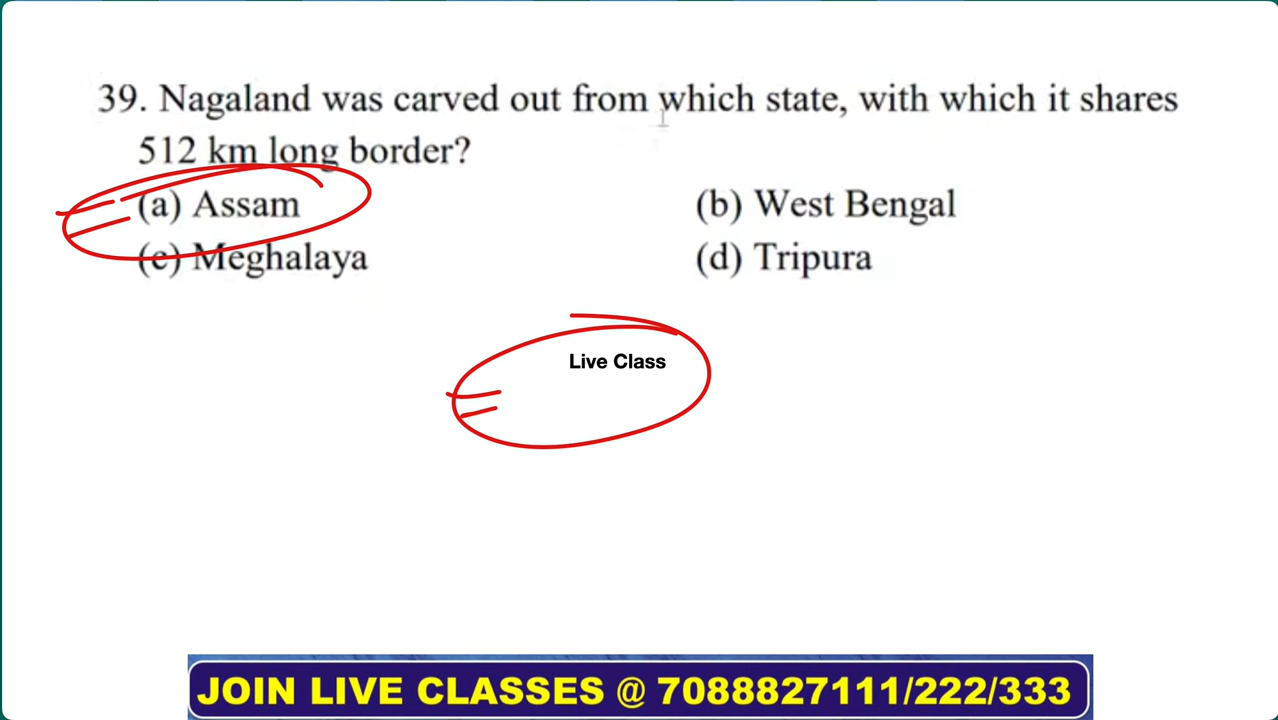 39. Nagaland was carved out from which state, with which it shares
512 km long border?
(a) Assam (b) West Bengal
(c) Meghalaya (d) Tripura
Live Class
JOIN LIVE CLASSES @ 7088827111/222/333